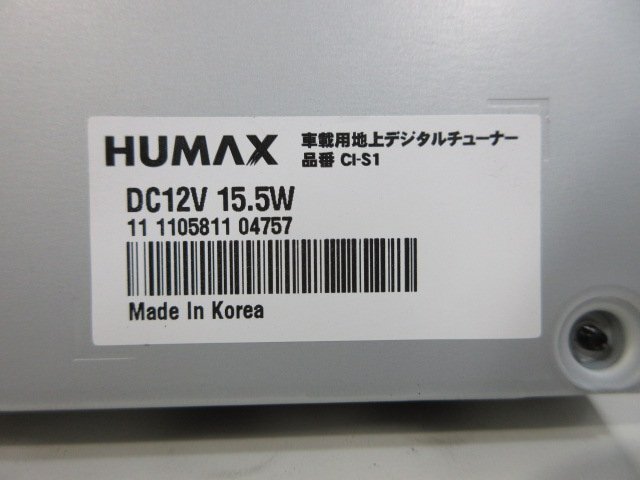 HUMAX
車載用地上デジタルチューナー
品番 CI-S1
DC12V 15.5W
11 1105811 04757
Made In Korea